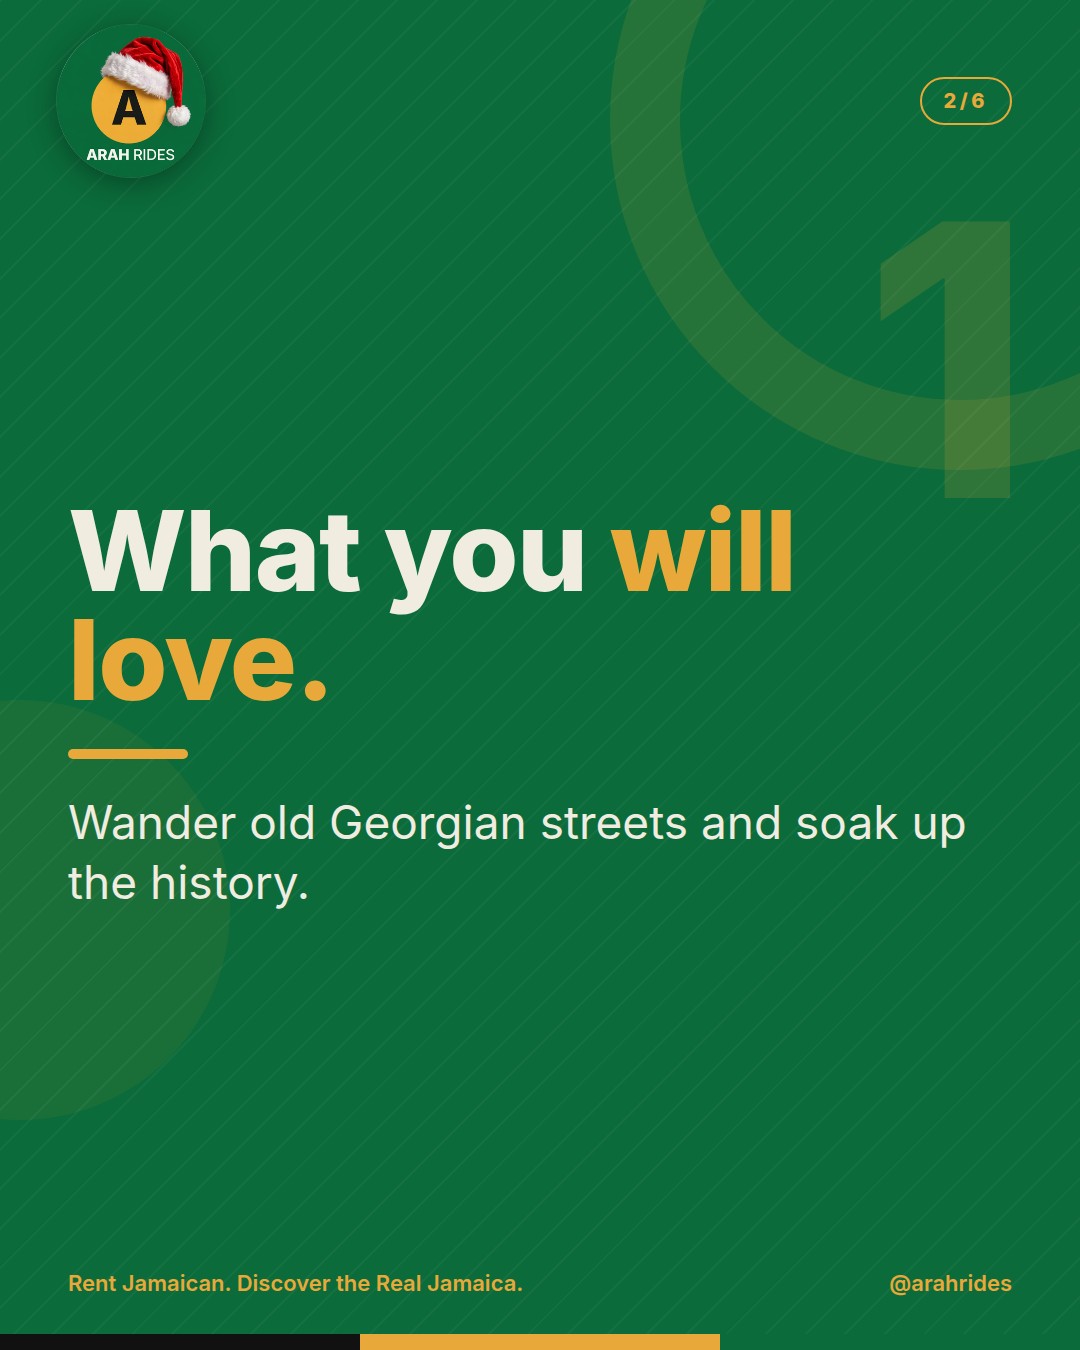 A
ARAH RIDES
2/6
1
What you will
love.
Wander old Georgian streets and soak up
the history.
Rent Jamaican. Discover the Real Jamaica.
@arahrides